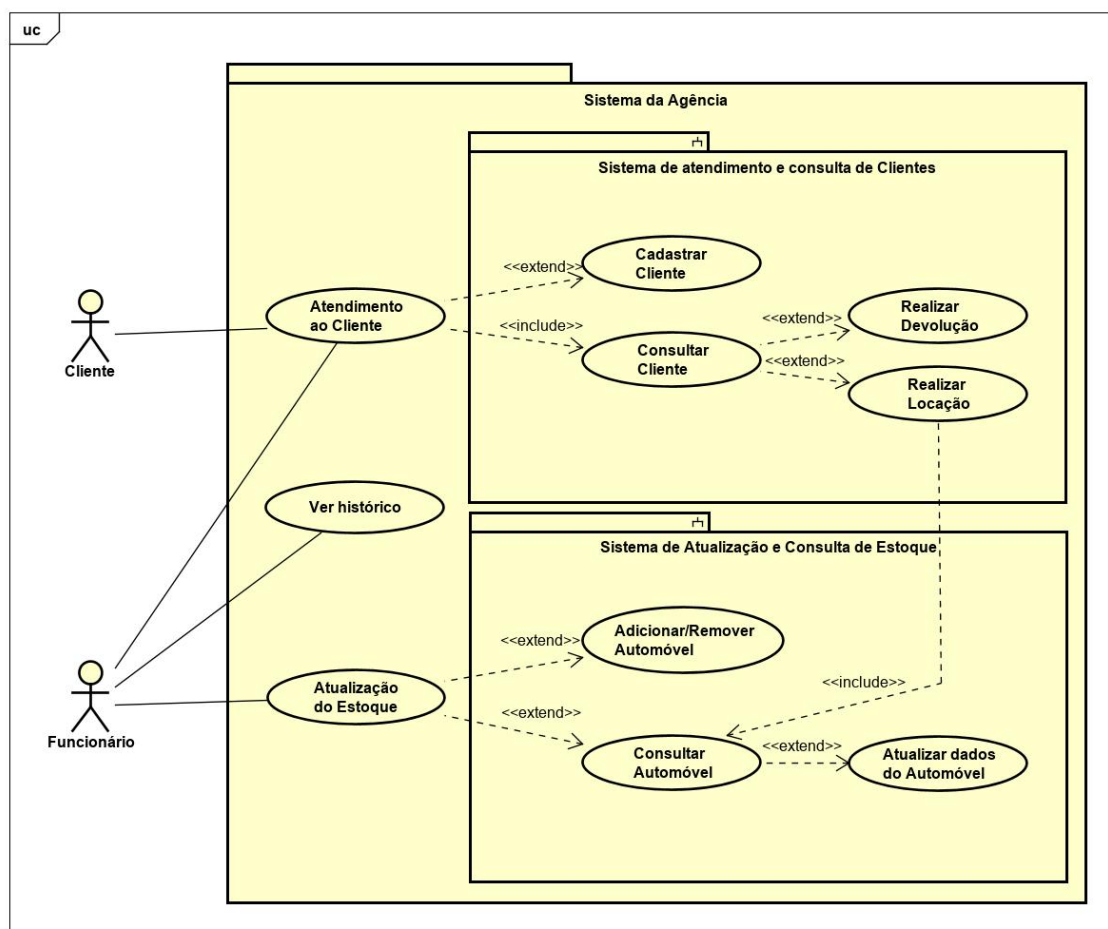 uc
Sistema da Agência
Sistema de atendimento e consulta de Clientes
Cadastrar
Cliente
<<extend>>
Atendimento
ao Cliente
<<include>>
Consultar
Cliente
<<extend>>
Realizar
Devolução
<<extend>>
Realizar
Locação
Cliente
Ver histórico
Sistema de Atualização e Consulta de Estoque
<<extend>>
Adicionar/Remover
Automóvel
Atualização
do Estoque
<<include>>
<<extend>>
Consultar
Automóvel
<<extend>>
Atualizar dados
do Automóvel
Funcionário